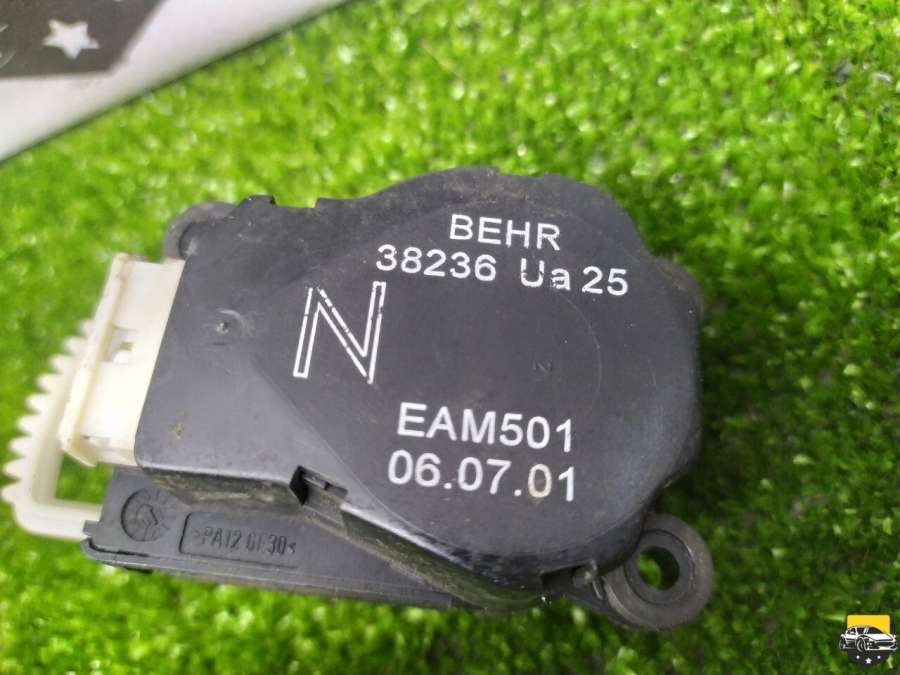 BEHR
38236 Ua 25
N
EAM501
06.07.01
>PA12 GF30<